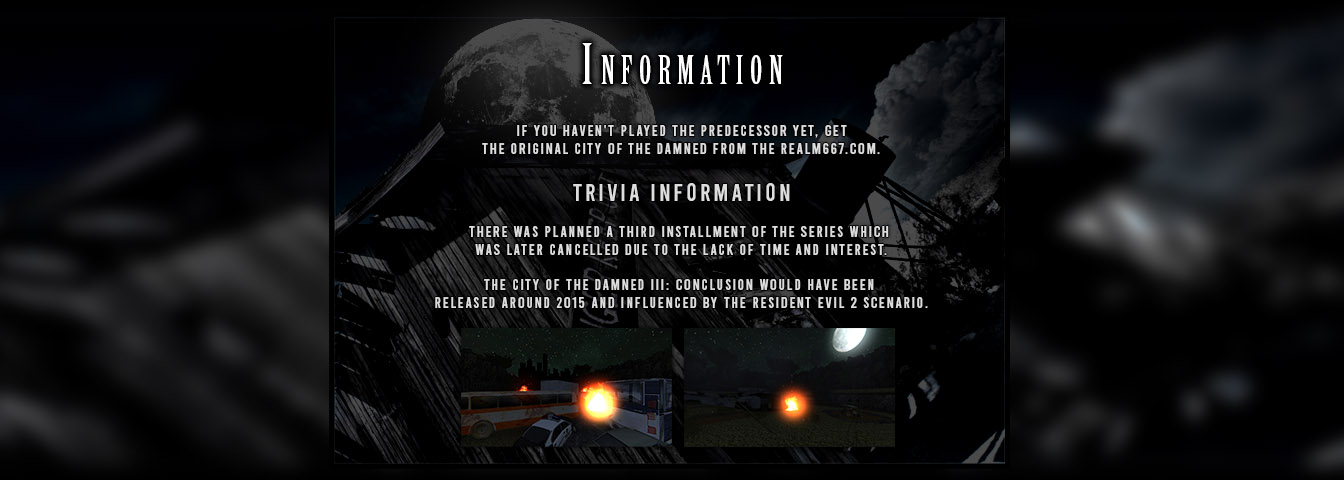 INFORMATION
IF YOU HAVEN'T PLAYED THE PREDECESSOR YET, GET
THE ORIGINAL CITY OF THE DAMNED FROM THE REALM667.COM.
TRIVIA INFORMATION
THERE WAS PLANNED A THIRD INSTALLMENT OF THE SERIES WHICH
WAS LATER CANCELLED DUE TO THE LACK OF TIME AND INTEREST.
THE CITY OF THE DAMNED III: CONCLUSION WOULD HAVE BEEN
RELEASED AROUND 2015 AND INFLUENCED BY THE RESIDENT EVIL 2 SCENARIO.